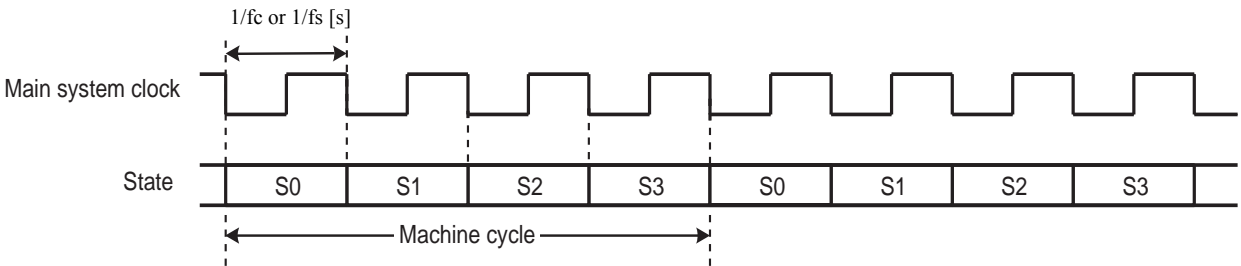 1/fc or 1/fs [s]
Main system clock
State S0 S1 S2 S3 S0 S1 S2 S3
Machine cycle